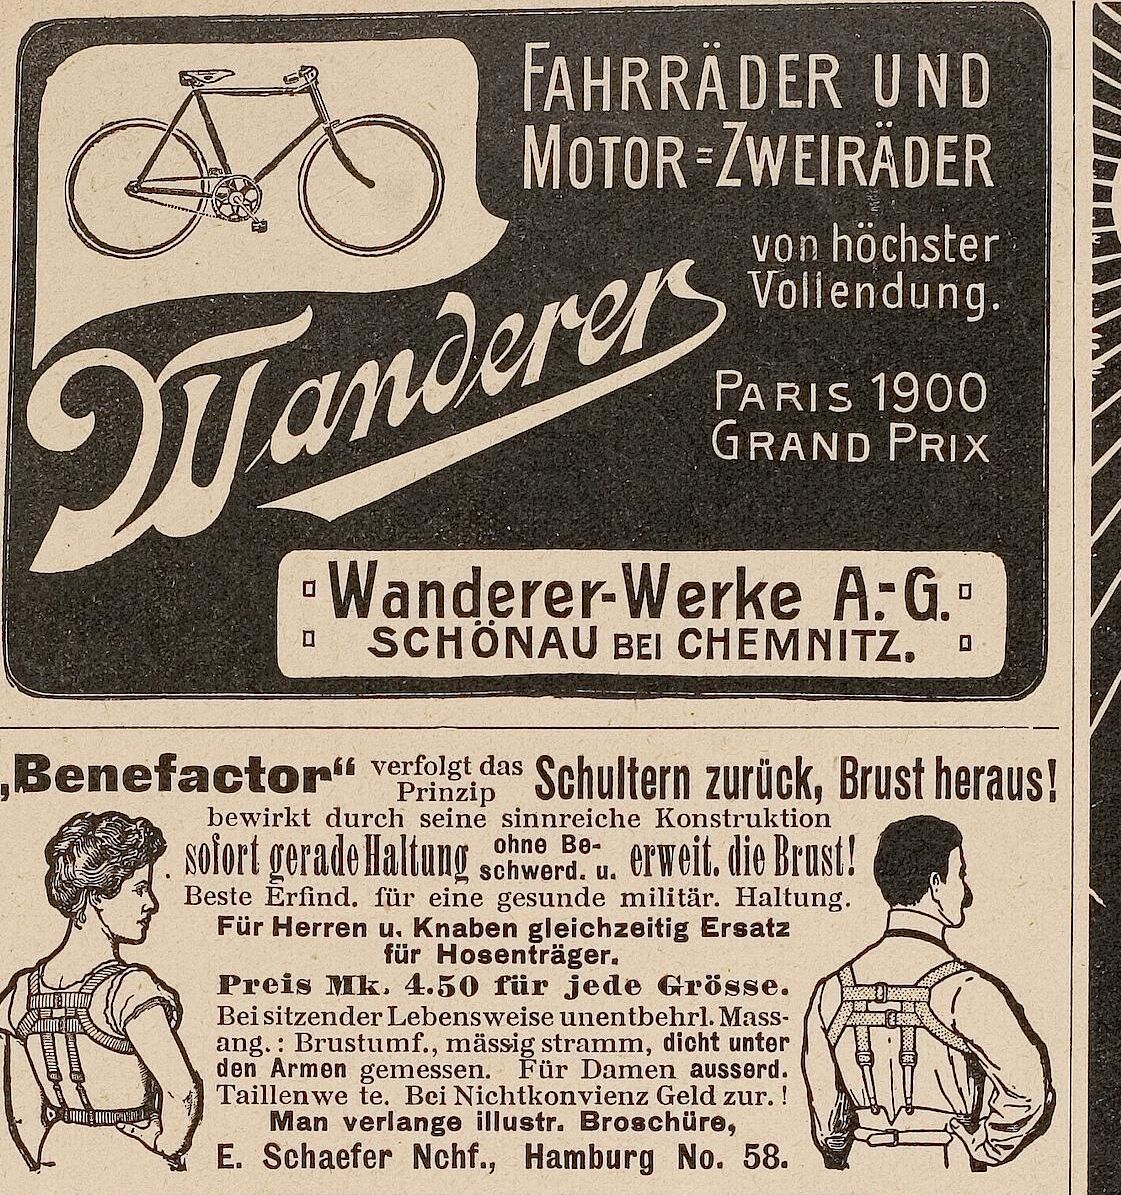 FAHRRÄDER UND
MOTOR=ZWEIRÄDER
von höchster
Vollendung.
Wanderer
PARIS 1900
GRAND PRIX
Wanderer-Werke A.-G.
SCHÖNAU BEI CHEMNITZ.
„Benefactor“ verfolgt das Prinzip Schultern zurück, Brust heraus!
bewirkt durch seine sinnreiche Konstruktion
sofort gerade Haltung ohne Be-schwerd. u. erweit. die Brust!
Beste Erfind. für eine gesunde militär. Haltung.
Für Herren u. Knaben gleichzeitig Ersatz
für Hosenträger.
Preis Mk. 4.50 für jede Grösse.
Bei sitzender Lebensweise unentbehrl. Mass-
ang.: Brustumf., mässig stramm, dicht unter
den Armen gemessen. Für Damen ausserd.
Taillenwe te. Bei Nichtkonvienz Geld zur.!
Man verlange illustr. Broschüre,
E. Schaefer Nchf., Hamburg No. 58.